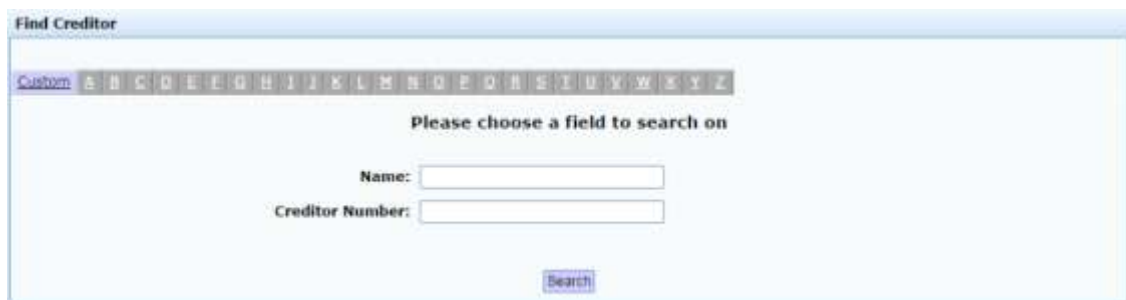 Find Creditor
Custom A B C D E F G H I J K L M N O P Q R S T U V W X Y Z
Please choose a field to search on
Name:
Creditor Number:
Search